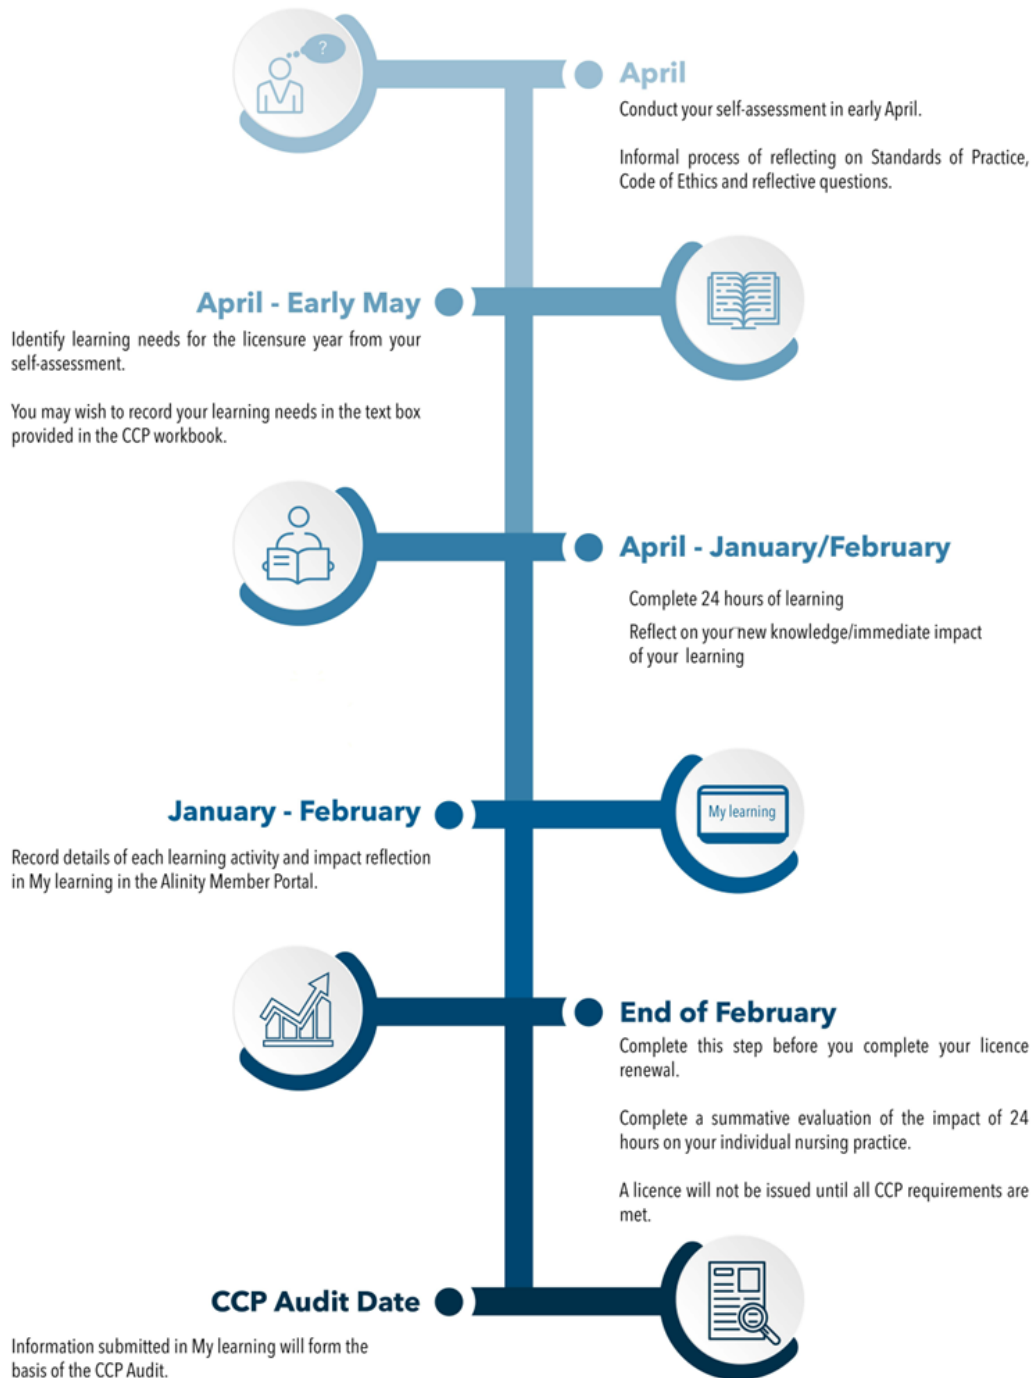 ?
April
Conduct your self-assessment in early April.
Informal process of reflecting on Standards of Practice,
Code of Ethics and reflective questions.
April - Early May
Identify learning needs for the licensure year from your
self-assessment.
You may wish to record your learning needs in the text box
provided in the CCP workbook.
April - January/February
Complete 24 hours of learning
Reflect on your new knowledge/immediate impact
of your learning
January - February
My learning
Record details of each learning activity and impact reflection
in My learning in the Alinity Member Portal.
End of February
Complete this step before you complete your licence
renewal.
Complete a summative evaluation of the impact of 24
hours on your individual nursing practice.
A licence will not be issued until all CCP requirements are
met.
CCP Audit Date
Information submitted in My learning will form the
basis of the CCP Audit.